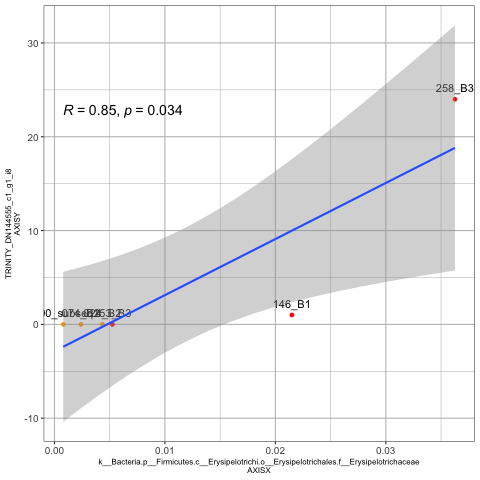 30
20
10
0
-10
R = 0.85, p = 0.034
258_B3
146_B1
0.00
0.01
0.02
0.03
k__Bacteria.p__Firmicutes.c__Erysipelotrichi.o__Erysipelotrichales.f__Erysipelotrichaceae
AXISX
TRINITY_DN144555_c1_g1_i8
AXISY